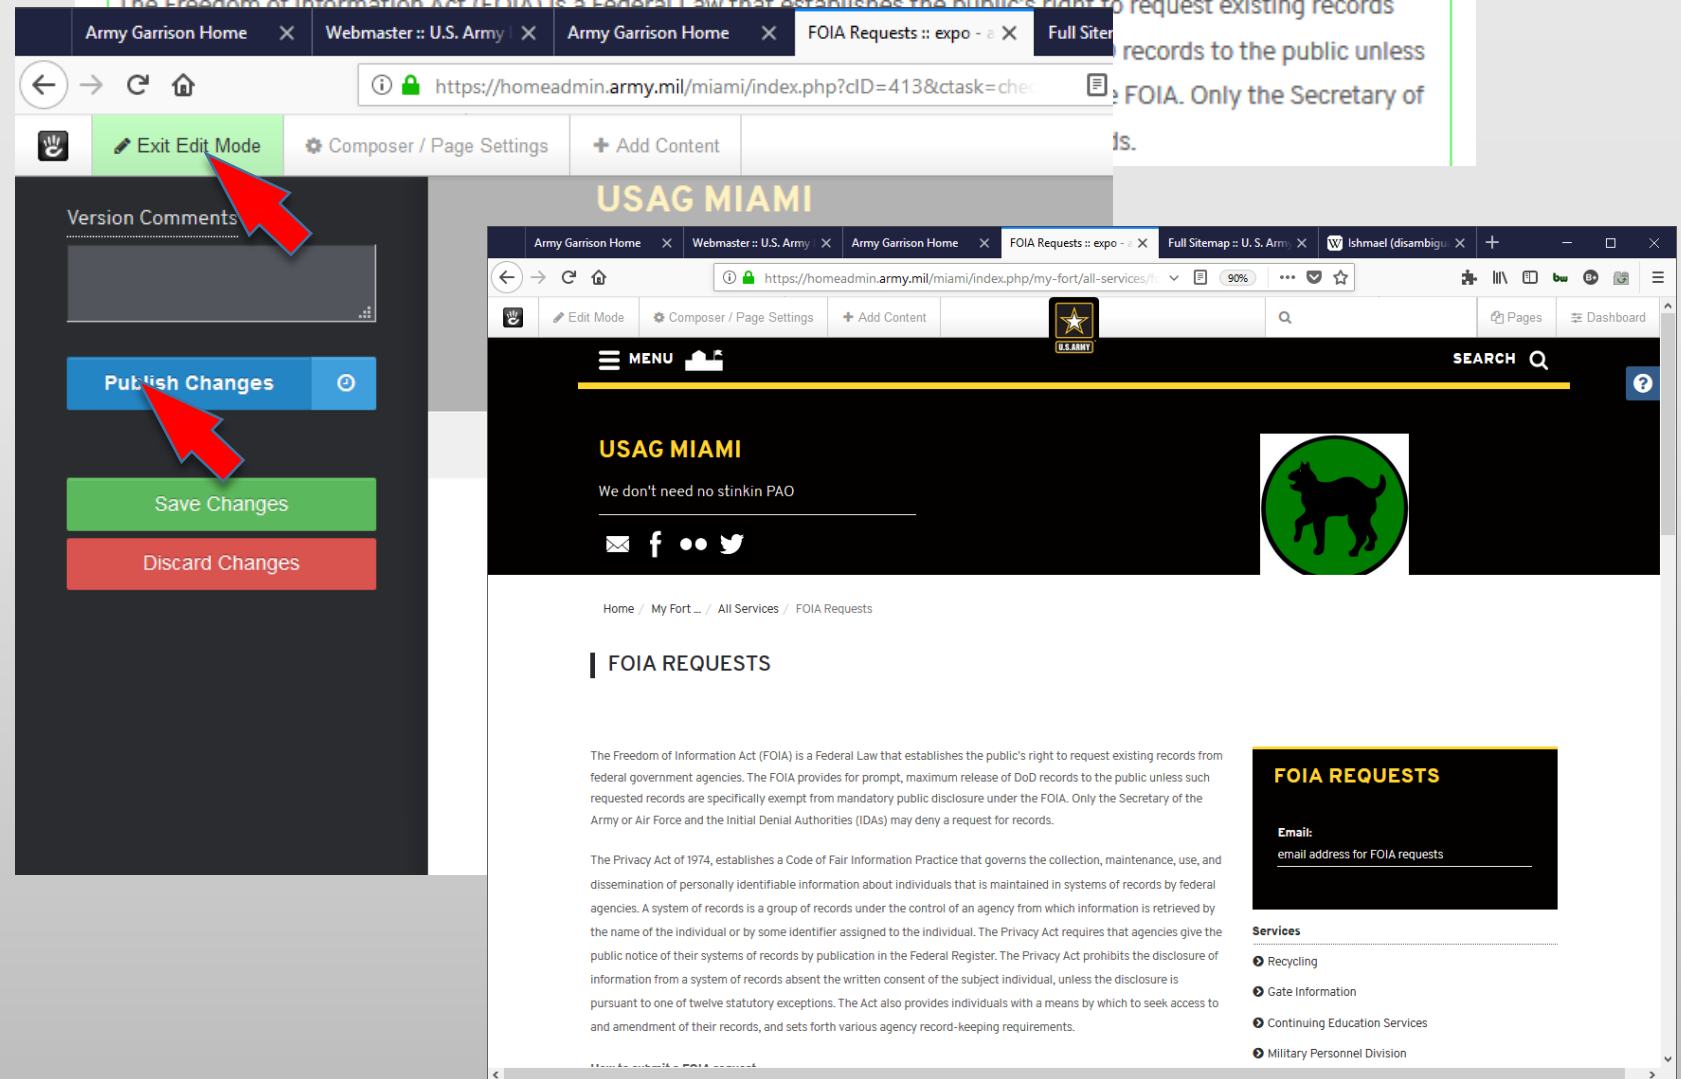 The Freedom of Information Act (FOIA) is a Federal Law that establishes the public's right to request existing records
records to the public unless
FOIA. Only the Secretary of
ds.
Army Garrison Home
Webmaster :: U.S. Army
Army Garrison Home
FOIA Requests :: expo - a
Full Siter
https://homeadmin.army.mil/miami/index.php?cID=413&ctask=chec
Exit Edit Mode
Composer / Page Settings
Add Content
USAG MIAMI
Version Comments
Publish Changes
Save Changes
Discard Changes
Army Garrison Home
Webmaster :: U.S. Army
Army Garrison Home
FOIA Requests :: expo - a
Full Sitemap :: U. S. Army
W Ishmael (disambigu
https://homeadmin.army.mil/miami/index.php/my-fort/all-services/fo
90%
bw
Edit Mode
Composer / Page Settings
Add Content
Pages
Dashboard
U.S.ARMY
MENU
SEARCH
?
USAG MIAMI
We don't need no stinkin PAO
Home / My Fort ... / All Services / FOIA Requests
FOIA REQUESTS
The Freedom of Information Act (FOIA) is a Federal Law that establishes the public's right to request existing records from
federal government agencies. The FOIA provides for prompt, maximum release of DoD records to the public unless such
requested records are specifically exempt from mandatory public disclosure under the FOIA. Only the Secretary of the
Army or Air Force and the Initial Denial Authorities (IDAs) may deny a request for records.
The Privacy Act of 1974, establishes a Code of Fair Information Practice that governs the collection, maintenance, use, and
dissemination of personally identifiable information about individuals that is maintained in systems of records by federal
agencies. A system of records is a group of records under the control of an agency from which information is retrieved by
the name of the individual or by some identifier assigned to the individual. The Privacy Act requires that agencies give the
public notice of their systems of records by publication in the Federal Register. The Privacy Act prohibits the disclosure of
information from a system of records absent the written consent of the subject individual, unless the disclosure is
pursuant to one of twelve statutory exceptions. The Act also provides individuals with a means by which to seek access to
and amendment of their records, and sets forth various agency record-keeping requirements.
How to submit a FOIA request
FOIA REQUESTS
Email:
email address for FOIA requests
Services
Recycling
Gate Information
Continuing Education Services
Military Personnel Division